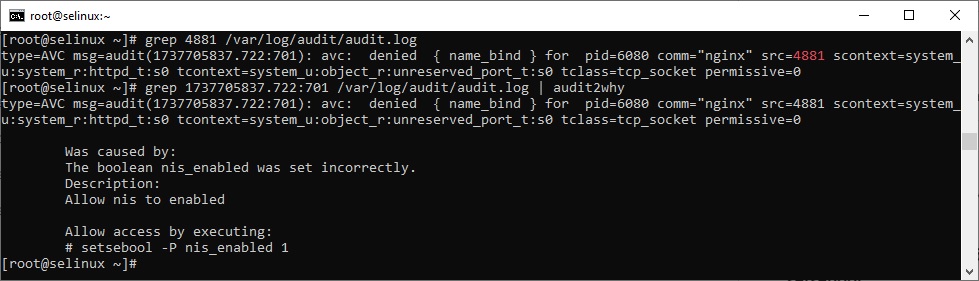 root@selinux:~
[root@selinux ~]# grep 4881 /var/log/audit/audit.log
type=AVC msg=audit(1737705837.722:701): avc:  denied  { name_bind } for  pid=6080 comm="nginx" src=4881 scontext=system_
u:system_r:httpd_t:s0 tcontext=system_u:object_r:unreserved_port_t:s0 tclass=tcp_socket permissive=0
[root@selinux ~]# grep 1737705837.722:701 /var/log/audit/audit.log | audit2why
type=AVC msg=audit(1737705837.722:701): avc:  denied  { name_bind } for  pid=6080 comm="nginx" src=4881 scontext=system_
u:system_r:httpd_t:s0 tcontext=system_u:object_r:unreserved_port_t:s0 tclass=tcp_socket permissive=0
Was caused by:
The boolean nis_enabled was set incorrectly.
Description:
Allow nis to enabled
Allow access by executing:
# setsebool -P nis_enabled 1
[root@selinux ~]#